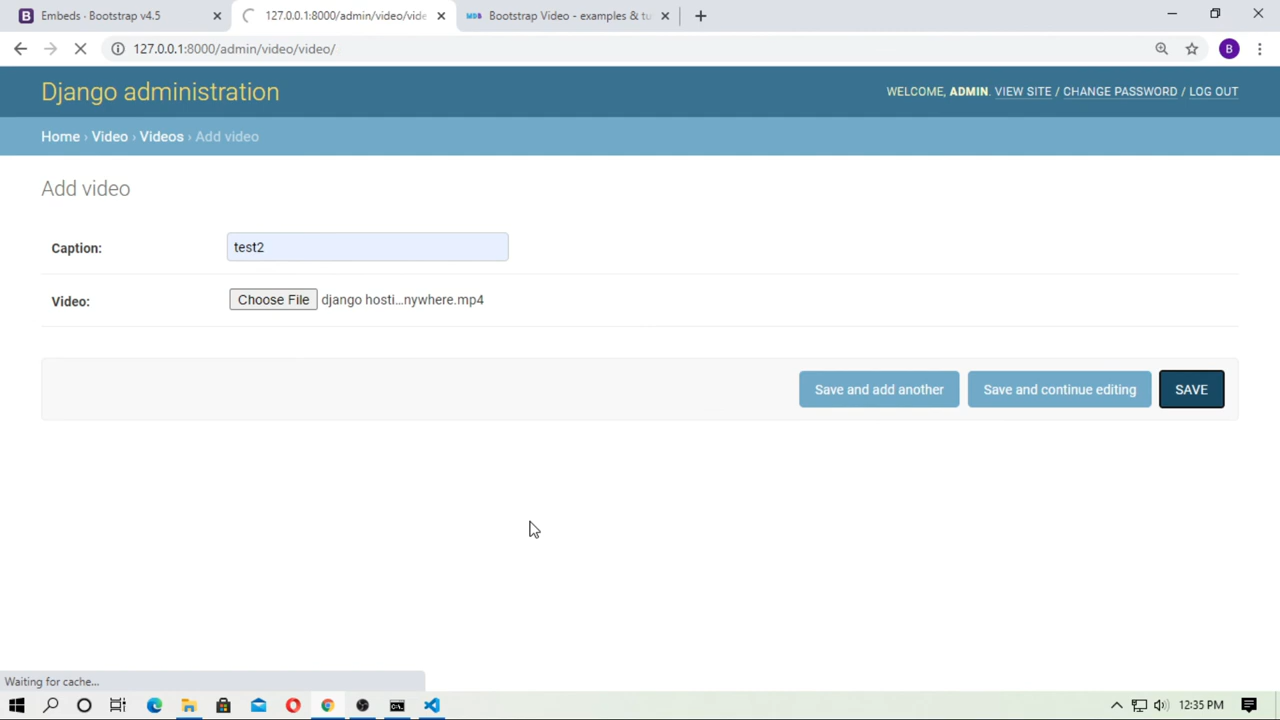 Embeds · Bootstrap v4.5
127.0.0.1:8000/admin/video/vide
Bootstrap Video - examples & tu
127.0.0.1:8000/admin/video/video/
B
Django administration
WELCOME, ADMIN. VIEW SITE / CHANGE PASSWORD / LOG OUT
Home › Video › Videos › Add video
Add video
Caption:
test2
Video:
Choose File django hosti...nywhere.mp4
Save and add another
Save and continue editing
SAVE
Waiting for cache...
12:35 PM